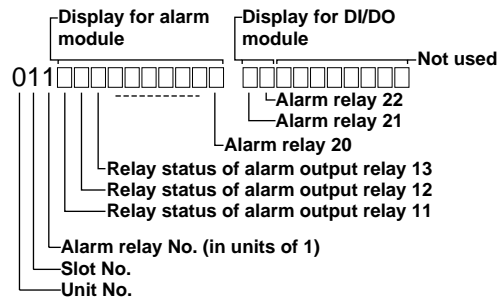 Display for alarm
module
Display for DI/DO
module
Not used
011
Alarm relay 22
Alarm relay 21
Alarm relay 20
Relay status of alarm output relay 13
Relay status of alarm output relay 12
Relay status of alarm output relay 11
Alarm relay No. (in units of 1)
Slot No.
Unit No.